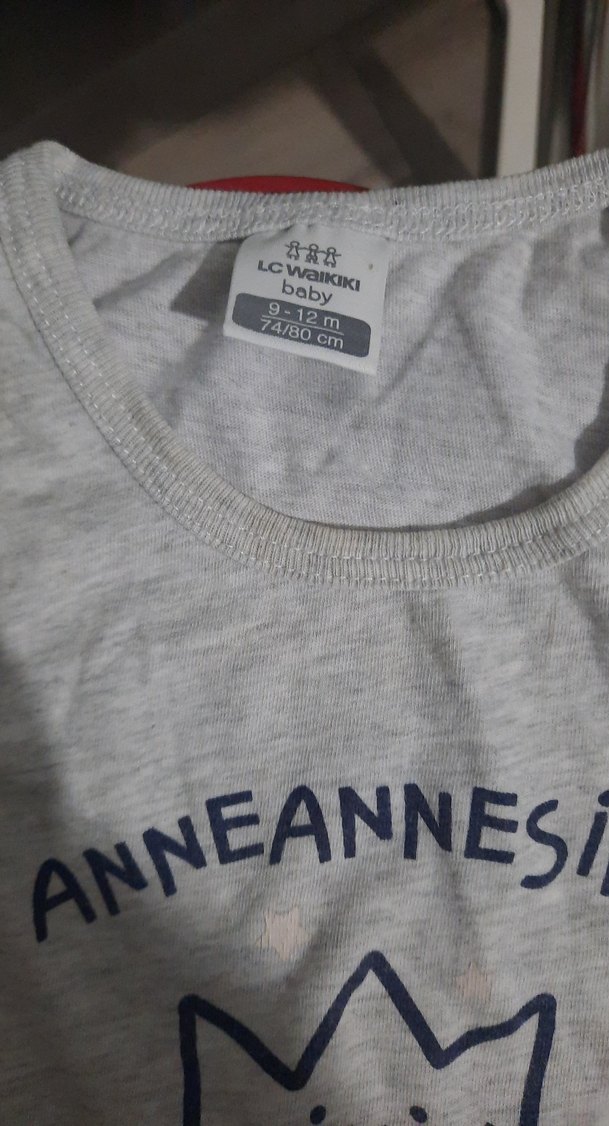 LC WAIKIKI
baby
9 - 12 m
74/80 cm
ANNEANNESİ